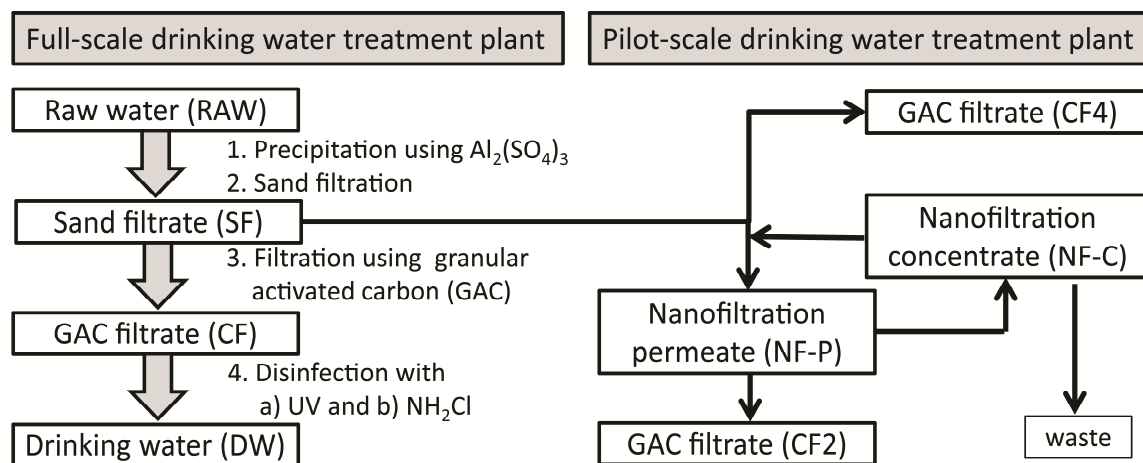 Full-scale drinking water treatment plant
Raw water (RAW)
1. Precipitation using Al₂(SO₄)₃
2. Sand filtration
Sand filtrate (SF)
3. Filtration using granular
activated carbon (GAC)
GAC filtrate (CF)
4. Disinfection with
a) UV and b) NH₂Cl
Drinking water (DW)
Pilot-scale drinking water treatment plant
GAC filtrate (CF4)
Nanofiltration
concentrate (NF-C)
Nanofiltration
permeate (NF-P)
GAC filtrate (CF2)
waste